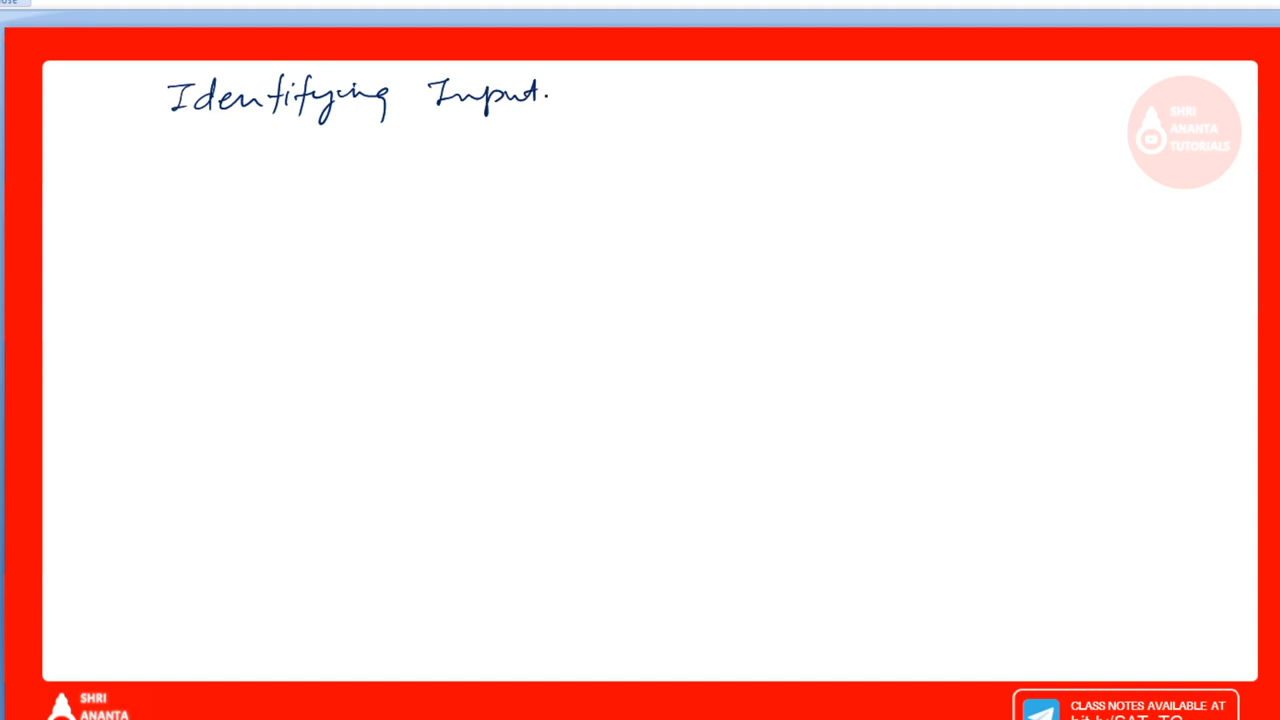 Identifying Input.
SHRI
ANANTA
TUTORIALS
SHRI
ANANTA
CLASS NOTES AVAILABLE AT